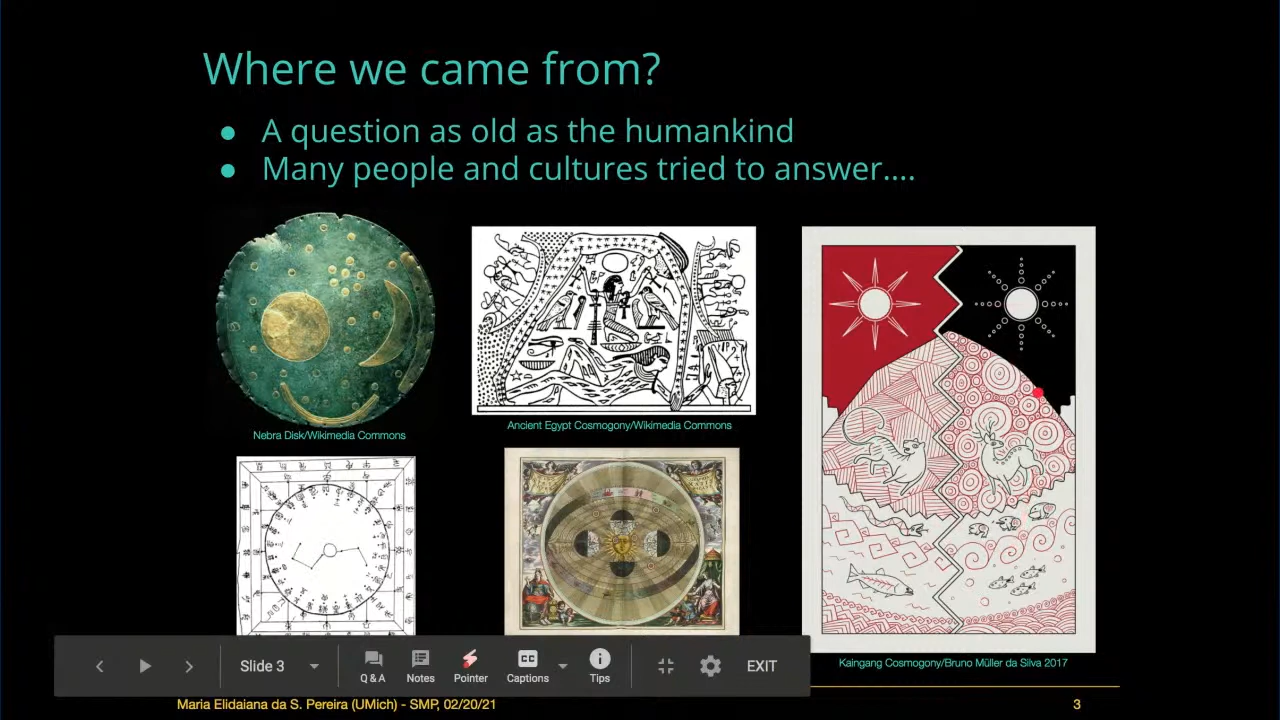 Where we came from?
● A question as old as the humankind
● Many people and cultures tried to answer....
Nebra Disk/Wikimedia Commons
Ancient Egypt Cosmogony/Wikimedia Commons
Kaingang Cosmogony/Bruno Müller da Silva 2017
Slide 3
Q & A
Notes
Pointer
CC
Captions
Tips
EXIT
Maria Elidaiana da S. Pereira (UMich) - SMP, 02/20/21
3